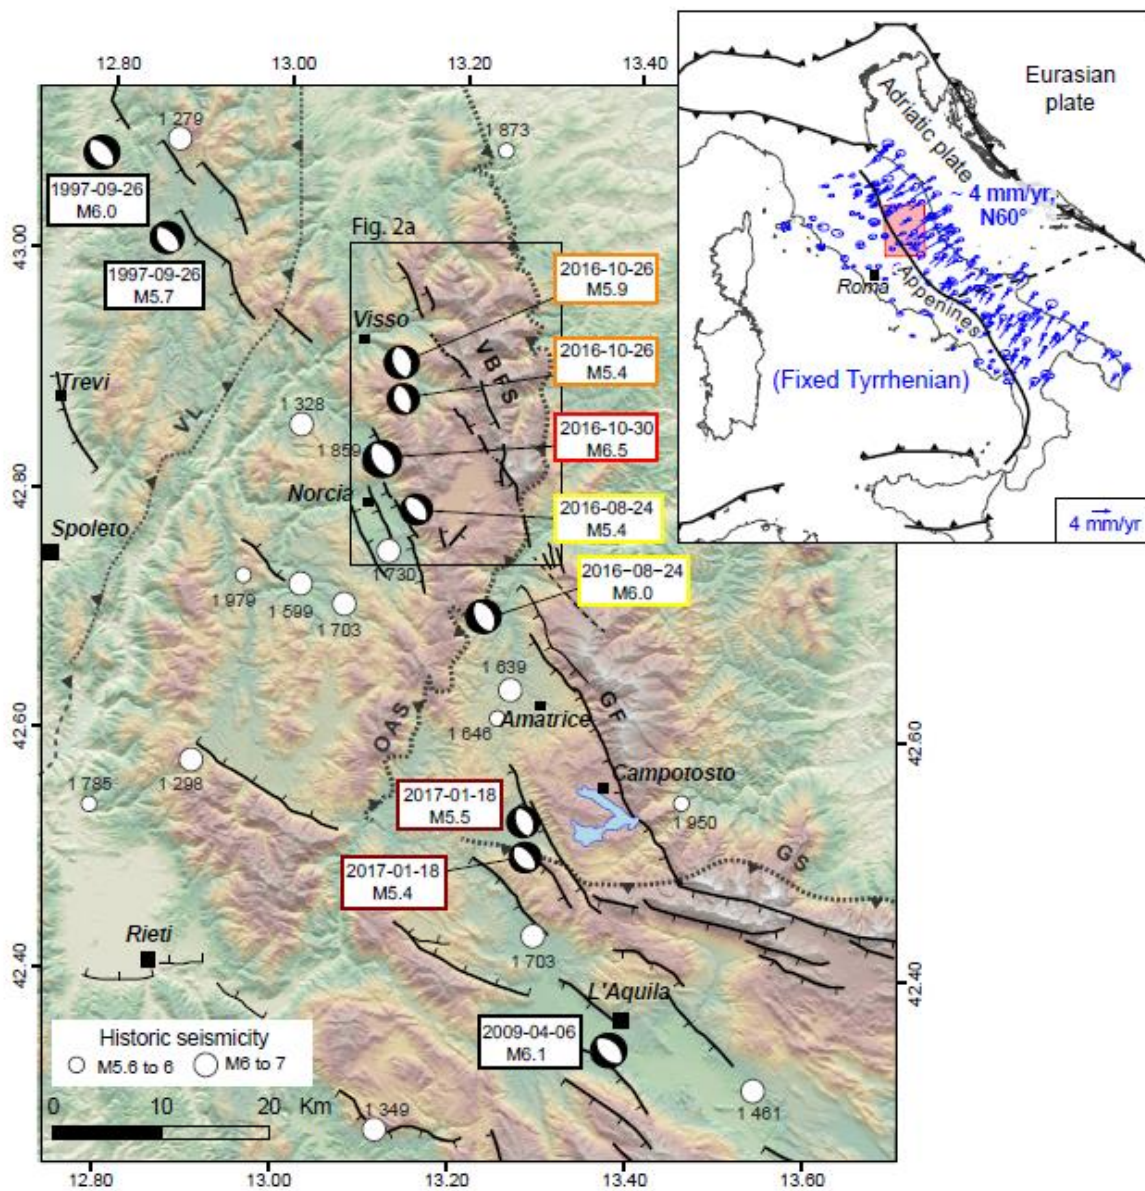 12.80
13.00
13.20
13.40
43.00
42.80
42.60
42.40
1 279
1 873
1997-09-26
M6.0
1997-09-26
M5.7
Fig. 2a
2016-10-26
M5.9
Visso
2016-10-26
M5.4
VBFS
Trevi
VL
1 328
1 859
2016-10-30
M6.5
Norcia
2016-08-24
M5.4
Spoleto
1 730
2016-08-24
M6.0
1 979
1 599
1 703
1 639
GF
OAS
1 646
Amatrice
1 785
1 298
Campotosto
2017-01-18
M5.5
1 950
2017-01-18
M5.4
GS
Rieti
1 703
L'Aquila
2009-04-06
M6.1
Historic seismicity
M5.6 to 6
M6 to 7
0 10 20 Km
1 349
1 461
12.80
13.00
13.20
13.40
13.60
42.60
42.40
Eurasian
plate
Adriatic plate
~ 4 mm/yr,
N60°
Roma
Appenines
(Fixed Tyrrhenian)
4 mm/yr